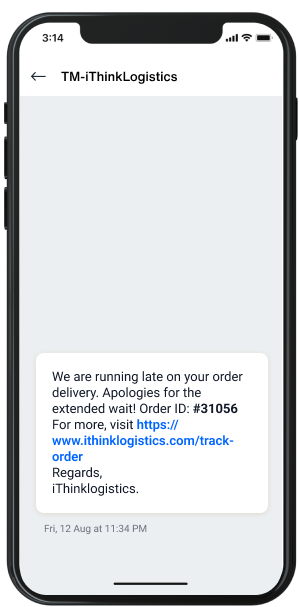 3:14
TM-iThinkLogistics
We are running late on your order
delivery. Apologies for the
extended wait! Order ID: #31056
For more, visit https://
www.ithinklogistics.com/track-
order
Regards,
iThinklogistics.
Fri, 12 Aug at 11:34 PM